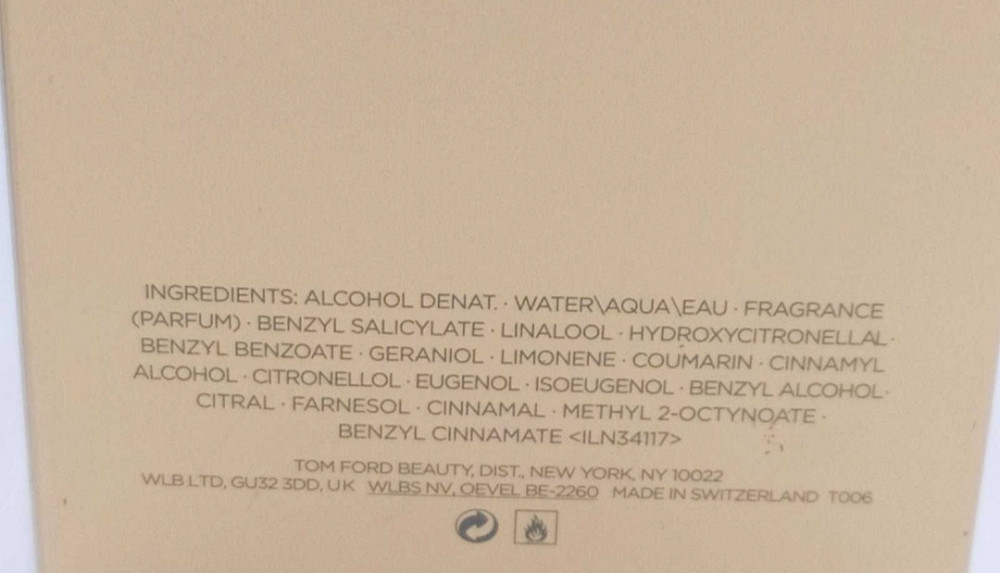 INGREDIENTS: ALCOHOL DENAT. · WATER\AQUA\EAU · FRAGRANCE
(PARFUM) · BENZYL SALICYLATE · LINALOOL · HYDROXYCITRONELLAL ·
BENZYL BENZOATE · GERANIOL · LIMONENE · COUMARIN · CINNAMYL
ALCOHOL · CITRONELLOL · EUGENOL · ISOEUGENOL · BENZYL ALCOHOL ·
CITRAL · FARNESOL · CINNAMAL · METHYL 2-OCTYNOATE ·
BENZYL CINNAMATE <ILN34117>
TOM FORD BEAUTY, DIST., NEW YORK, NY 10022
WLB LTD, GU32 3DD, UK WLBS NV, OEVEL BE-2260 MADE IN SWITZERLAND T006